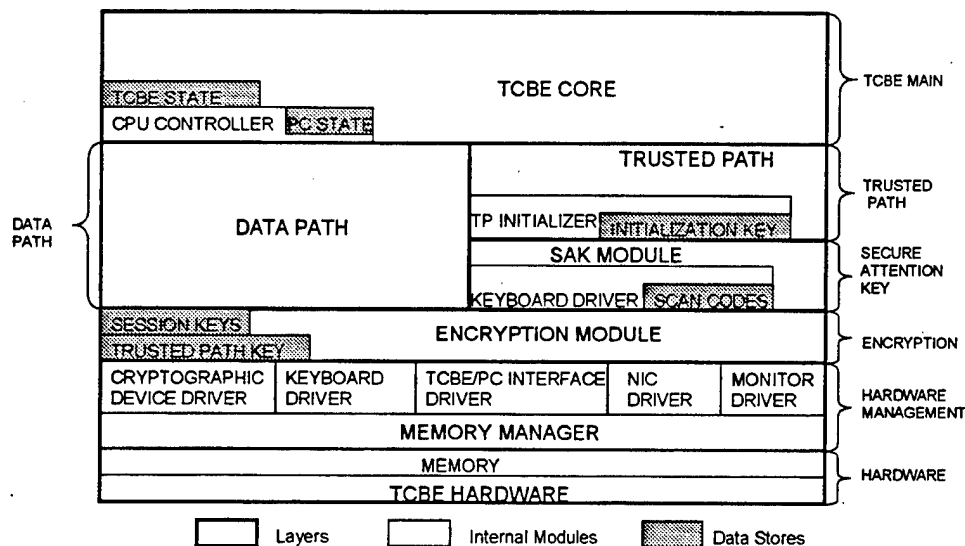 TCBE CORE
TCBE MAIN
TCBE STATE
CPU CONTROLLER
PC STATE
DATA
PATH
DATA PATH
TRUSTED PATH
TP INITIALIZER
INITIALIZATION KEY
TRUSTED
PATH
SAK MODULE
KEYBOARD DRIVER
SCAN CODES
SECURE
ATTENTION
KEY
SESSION KEYS
TRUSTED PATH KEY
ENCRYPTION MODULE
ENCRYPTION
CRYPTOGRAPHIC
DEVICE DRIVER
KEYBOARD
DRIVER
TCBE/PC INTERFACE
DRIVER
NIC
DRIVER
MONITOR
DRIVER
MEMORY MANAGER
HARDWARE
MANAGEMENT
MEMORY
TCBE HARDWARE
HARDWARE
Layers
Internal Modules
Data Stores